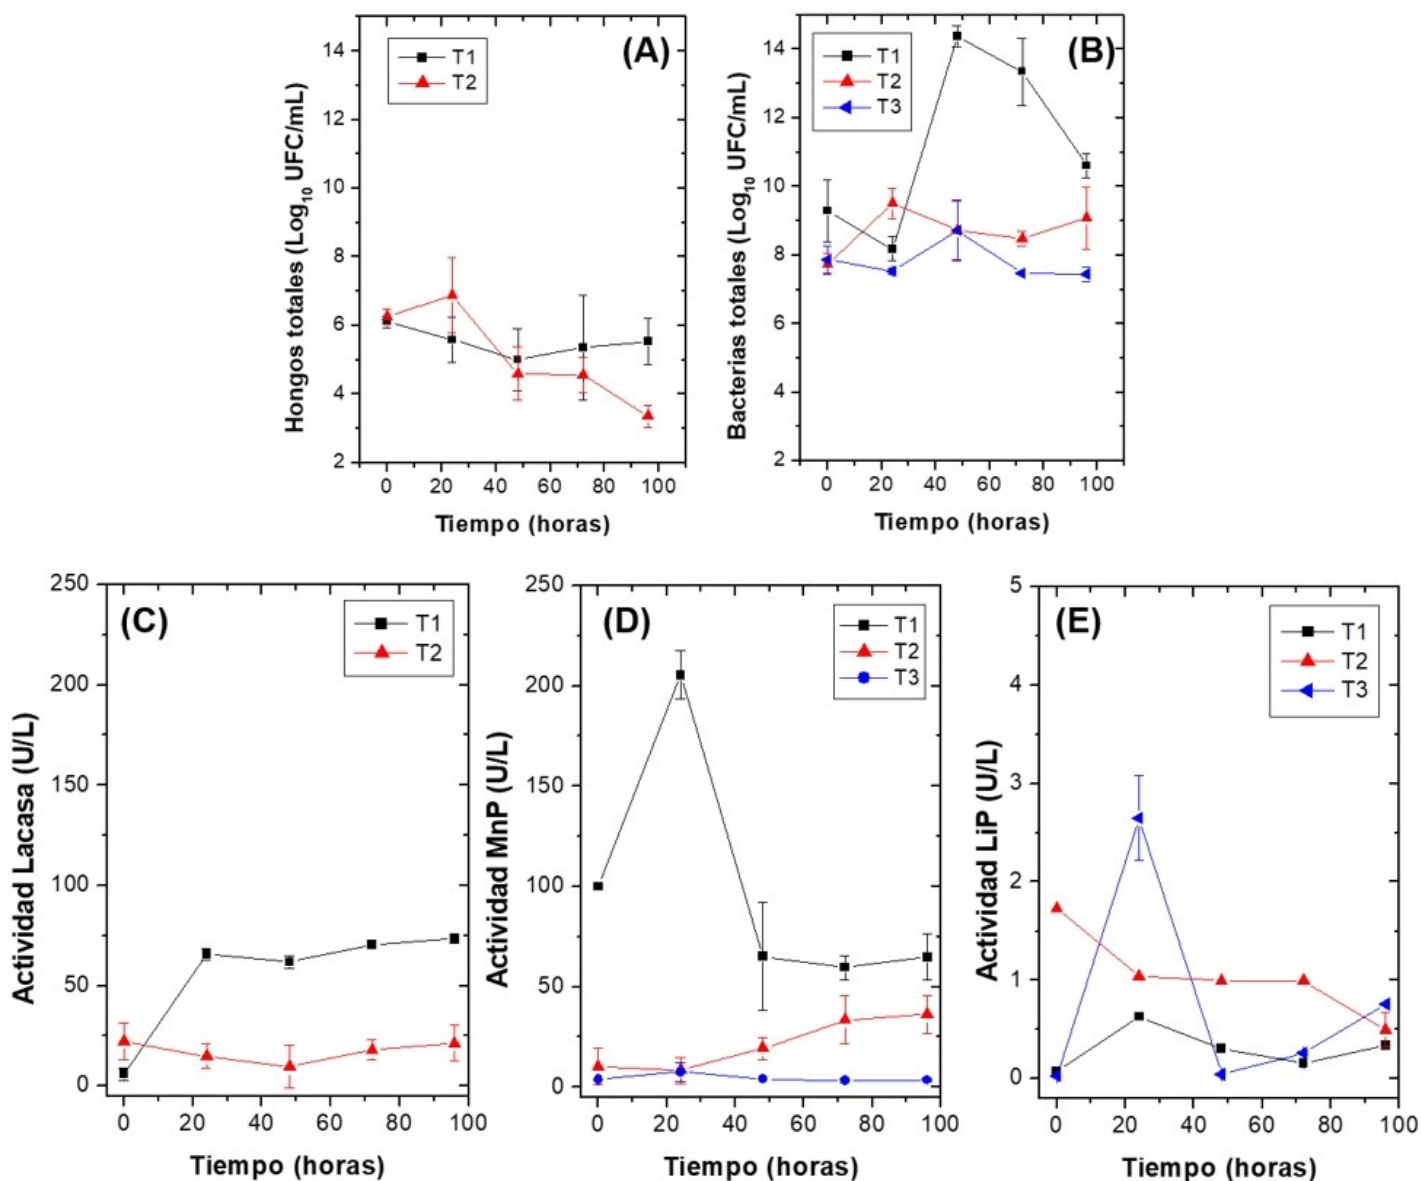 (A)
T1
T2
Hongos totales (Log10 UFC/mL)
14
12
10
8
6
4
2
0 20 40 60 80 100
Tiempo (horas)
(B)
T1
T2
T3
Bacterias totales (Log10 UFC/mL)
14
12
10
8
6
4
2
0 20 40 60 80 100
Tiempo (horas)
(C)
T1
T2
Actividad Lacasa (U/L)
250
200
150
100
50
0
0 20 40 60 80 100
Tiempo (horas)
(D)
T1
T2
T3
Actividad MnP (U/L)
250
200
150
100
50
0
0 20 40 60 80 100
Tiempo (horas)
(E)
T1
T2
T3
Actividad LiP (U/L)
5
4
3
2
1
0
0 20 40 60 80 100
Tiempo (horas)